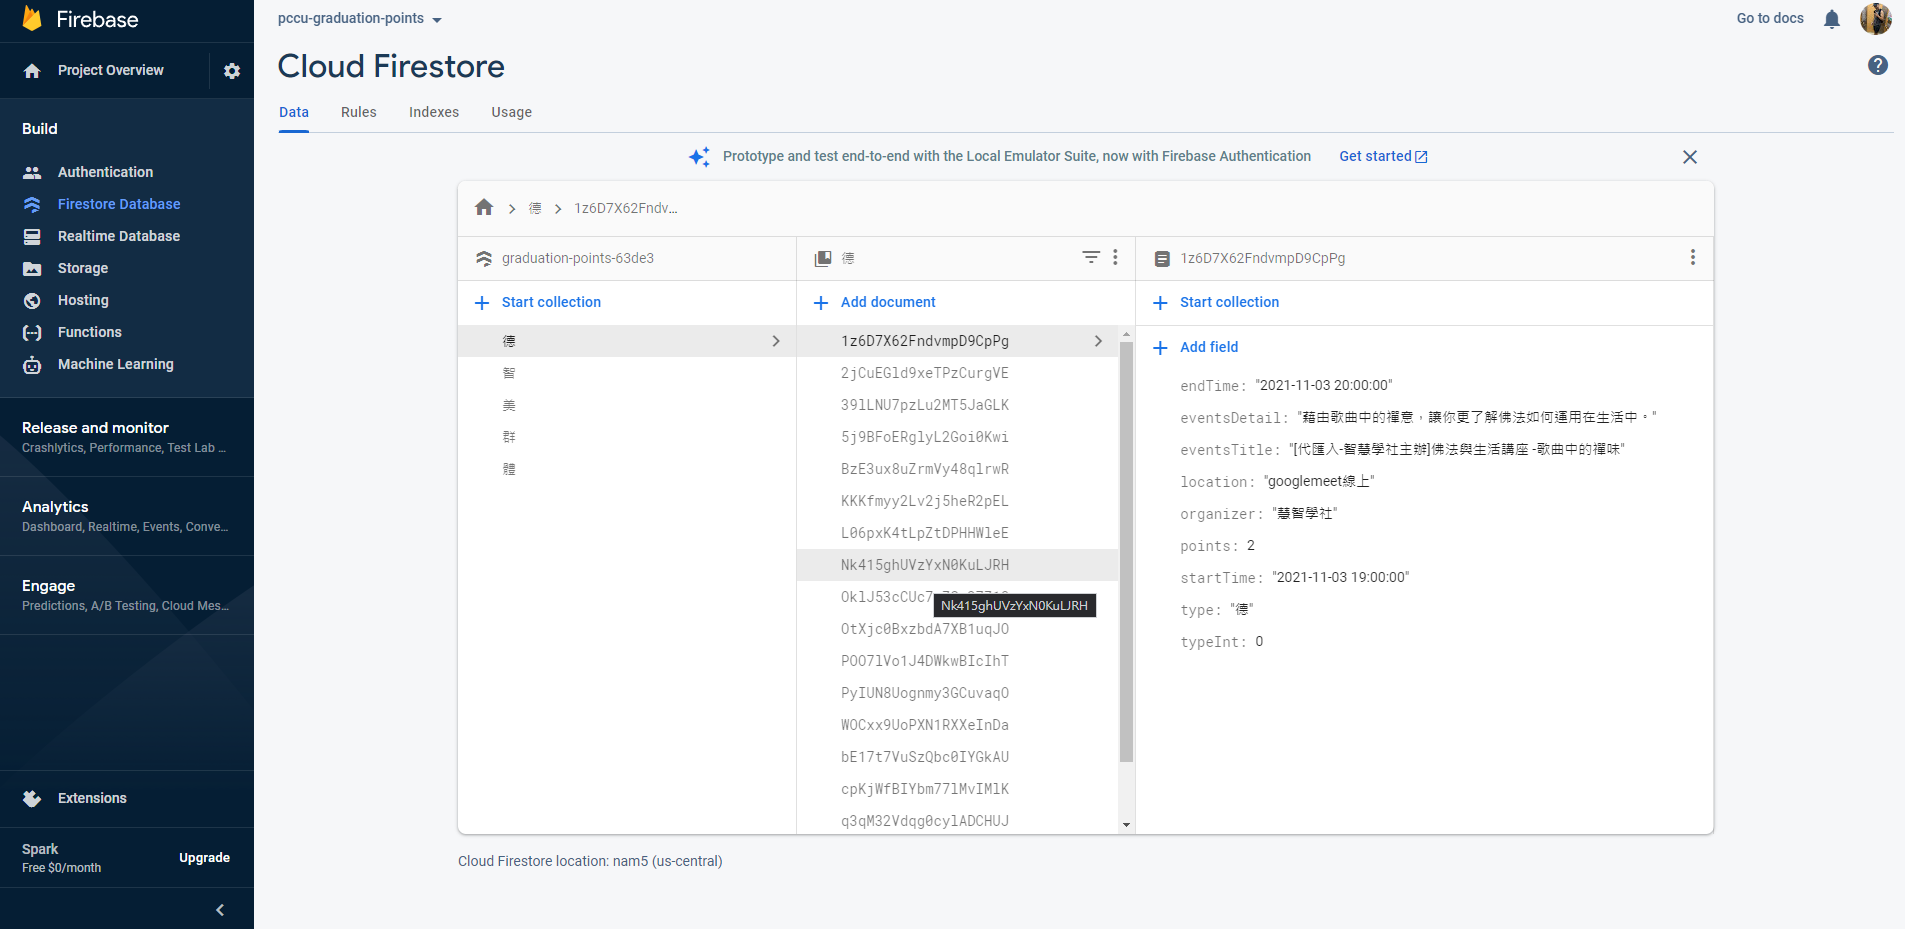 Firebase
pccu-graduation-points
Go to docs
Project Overview
Cloud Firestore
Data Rules Indexes Usage
Build
Authentication
Firestore Database
Realtime Database
Storage
Hosting
Functions
Machine Learning
Release and monitor
Crashlytics, Performance, Test Lab ...
Analytics
Dashboard, Realtime, Events, Conve...
Engage
Predictions, A/B Testing, Cloud Mes...
Extensions
Spark
Free $0/month
Upgrade
Prototype and test end-to-end with the Local Emulator Suite, now with Firebase Authentication Get started
德 1z6D7X62Fndv...
graduation-points-63de3
Start collection
德
智
美
群
體
德
Add document
1z6D7X62FndvmpD9CpPg
2jCuEGld9xeTPzCurgVE
39lLNU7pzLu2MT5JaGLK
5j9BFoERglyL2Goi0Kwi
BzE3ux8uZrmVy48qlrwR
KKKfmyy2Lv2j5heR2pEL
L06pxK4tLpZtDPHHWleE
Nk415ghUVzYxN0KuLJRH
Nk415ghUVzYxN0KuLJRH
OtXjc0BxzbdA7XB1uqJO
POO7lVo1J4DWkwBIcIhT
PyIUN8Uognmy3GCuvaqO
WOCxx9UoPXN1RXXeInDa
bE17t7VuSzQbc0IYGkAU
cpKjWfBIYbm77lMvIMlK
q3qM32Vdqg0cylADCHUJ
1z6D7X62FndvmpD9CpPg
Start collection
Add field
endTime: "2021-11-03 20:00:00"
eventsDetail: "藉由歌曲中的禪意，讓你更了解佛法如何運用在生活中。"
eventsTitle: "[代匯入-智慧學社主辦]佛法與生活講座 -歌曲中的禪味"
location: "googlemeet線上"
organizer: "慧智學社"
points: 2
startTime: "2021-11-03 19:00:00"
type: "德"
typeInt: 0
Cloud Firestore location: nam5 (us-central)